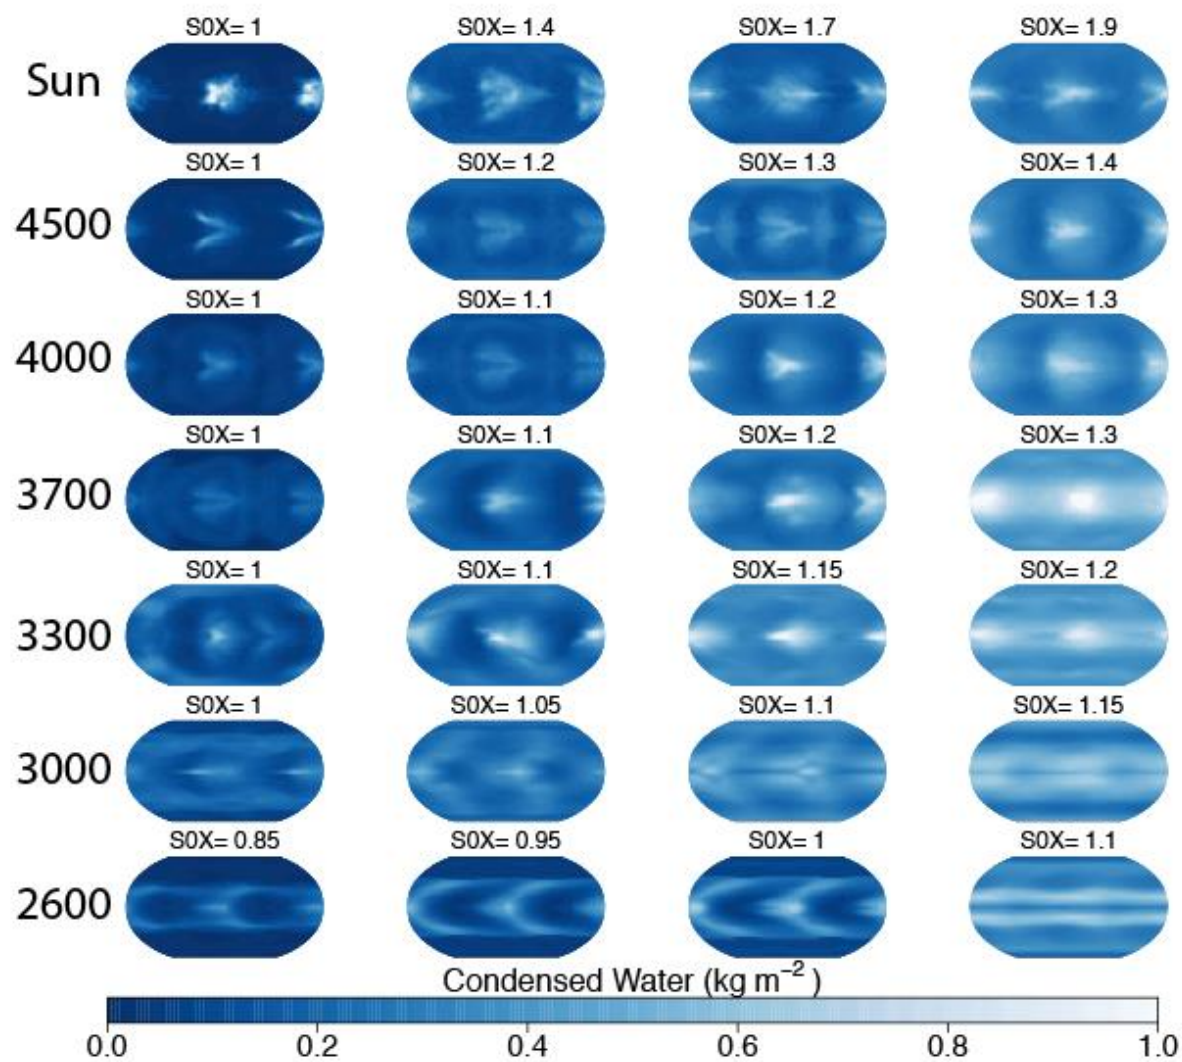 S0X= 1 S0X= 1.4 S0X= 1.7 S0X= 1.9
Sun
S0X= 1 S0X= 1.2 S0X= 1.3 S0X= 1.4
4500
S0X= 1 S0X= 1.1 S0X= 1.2 S0X= 1.3
4000
S0X= 1 S0X= 1.1 S0X= 1.2 S0X= 1.3
3700
S0X= 1 S0X= 1.1 S0X= 1.15 S0X= 1.2
3300
S0X= 1 S0X= 1.05 S0X= 1.1 S0X= 1.15
3000
S0X= 0.85 S0X= 0.95 S0X= 1 S0X= 1.1
2600
Condensed Water (kg m⁻² )
0.0 0.2 0.4 0.6 0.8 1.0